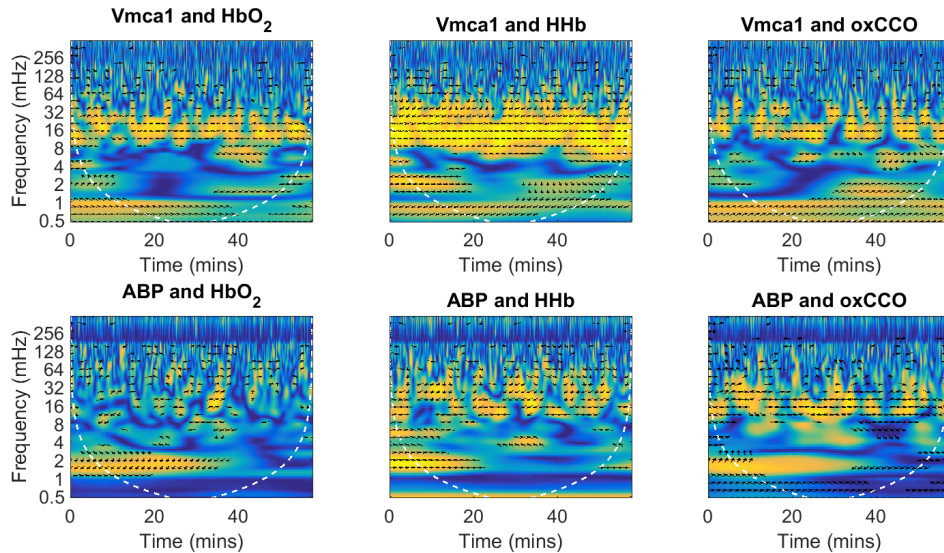 Vmca1 and HbO2
Vmca1 and HHb
Vmca1 and oxCCO
Frequency (mHz)
256
128
64
32
16
8
4
2
1
0.5
0 20 40
0 20 40
0 20 40
Time (mins)
Time (mins)
Time (mins)
ABP and HbO2
ABP and HHb
ABP and oxCCO
Frequency (mHz)
256
128
64
32
16
8
4
2
1
0.5
0 20 40
0 20 40
0 20 40
Time (mins)
Time (mins)
Time (mins)